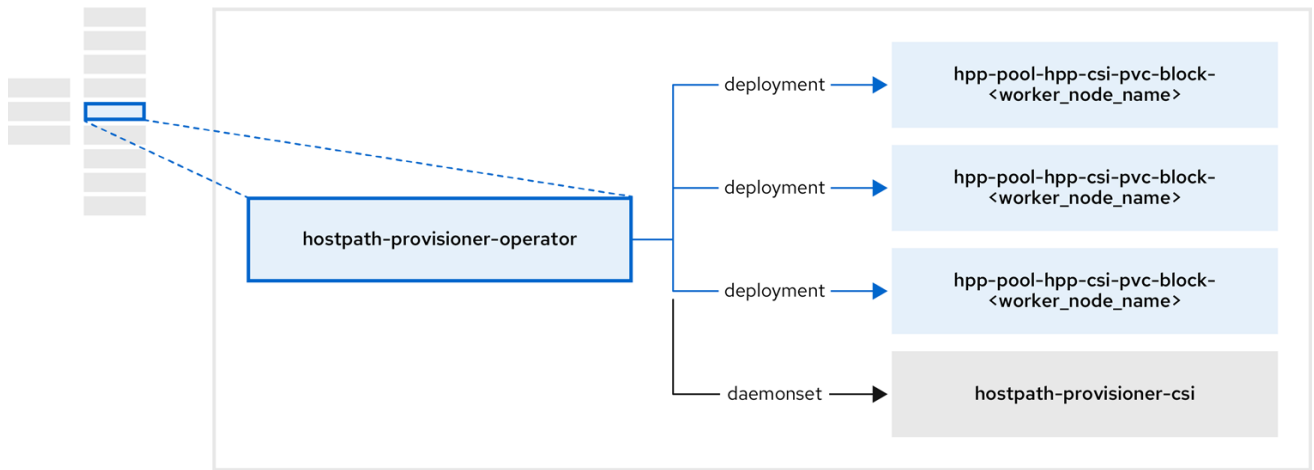 deployment
hpp-pool-hpp-csi-pvc-block-
<worker_node_name>
deployment
hpp-pool-hpp-csi-pvc-block-
<worker_node_name>
hostpath-provisioner-operator
deployment
hpp-pool-hpp-csi-pvc-block-
<worker_node_name>
daemonset
hostpath-provisioner-csi